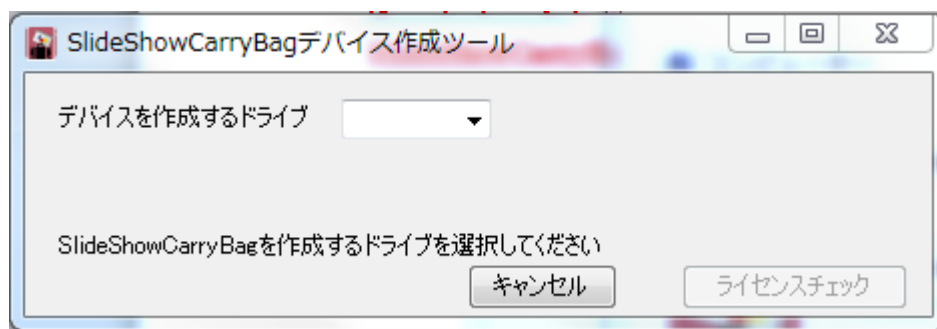 SlideShowCarryBagデバイス作成ツール
デバイスを作成するドライブ
SlideShowCarryBagを作成するドライブを選択してください
キャンセル ライセンスチェック